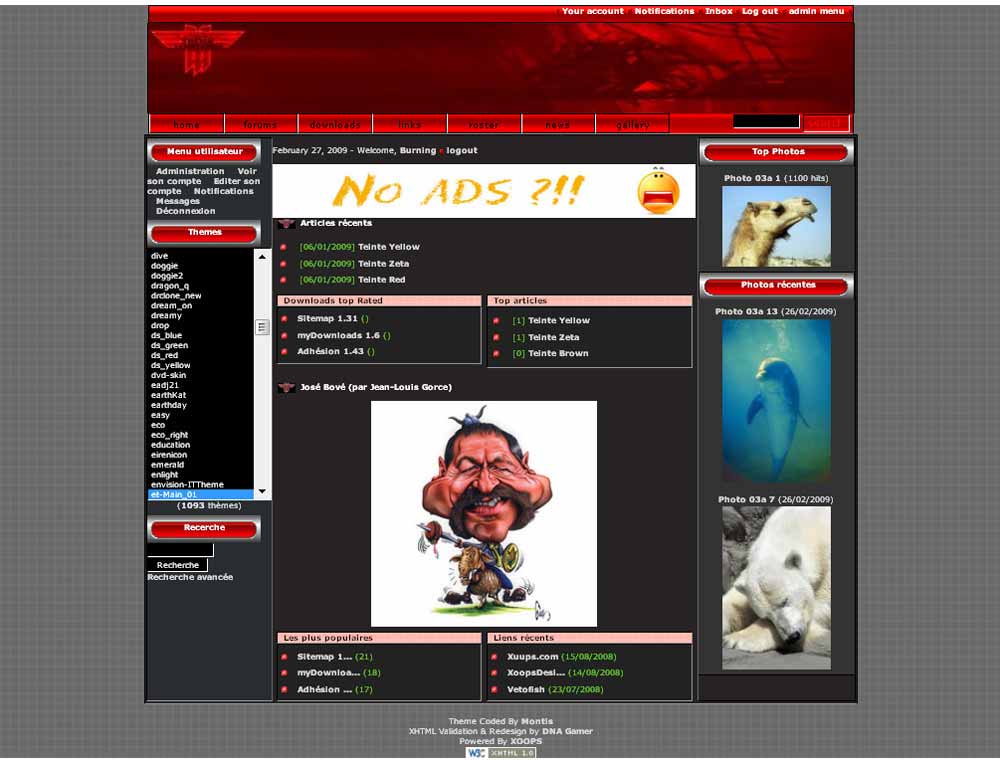 Your account Notifications Inbox Log out admin menu
home forums downloads links roster news gallery
Menu utilisateur
Administration Voir
son compte Editer son
compte Notifications
Messages
Déconnexion
Themes
dive
doggie
doggie2
dragon_q
drclone_new
dream_on
dreamy
drop
ds_blue
ds_green
ds_red
ds_yellow
dvd-skin
eadj21
earthKat
earthday
easy
eco
eco_right
education
eirenicon
emerald
enlight
envision-ITTheme
et-Main_01
(1093 thèmes)
Recerche
Recherche
Recherche avancée
February 27, 2009 - Welcome, Burning logout
No ADS ?!!
Articles récents
[06/01/2009] Teinte Yellow
[06/01/2009] Teinte Zeta
[06/01/2009] Teinte Red
Downloads top Rated
Sitemap 1.31 ()
myDownloads 1.6 ()
Adhésion 1.43 ()
Top articles
[1] Teinte Yellow
[1] Teinte Zeta
[0] Teinte Brown
José Bové (par Jean-Louis Gorce)
Les plus populaires
Sitemap 1... (21)
myDownloa... (18)
Adhésion ... (17)
Liens récents
Xuups.com (15/08/2008)
XoopsDesi... (14/08/2008)
Vetofish (23/07/2008)
Top Photos
Photo 03a 1 (1100 hits)
Photos récentes
Photo 03a 13 (26/02/2009)
Photo 03a 7 (26/02/2009)
Theme Coded By Montis
XHTML Validation & Redesign by DNA Gamer
Powered By XOOPS
W3C XHTML 1.0